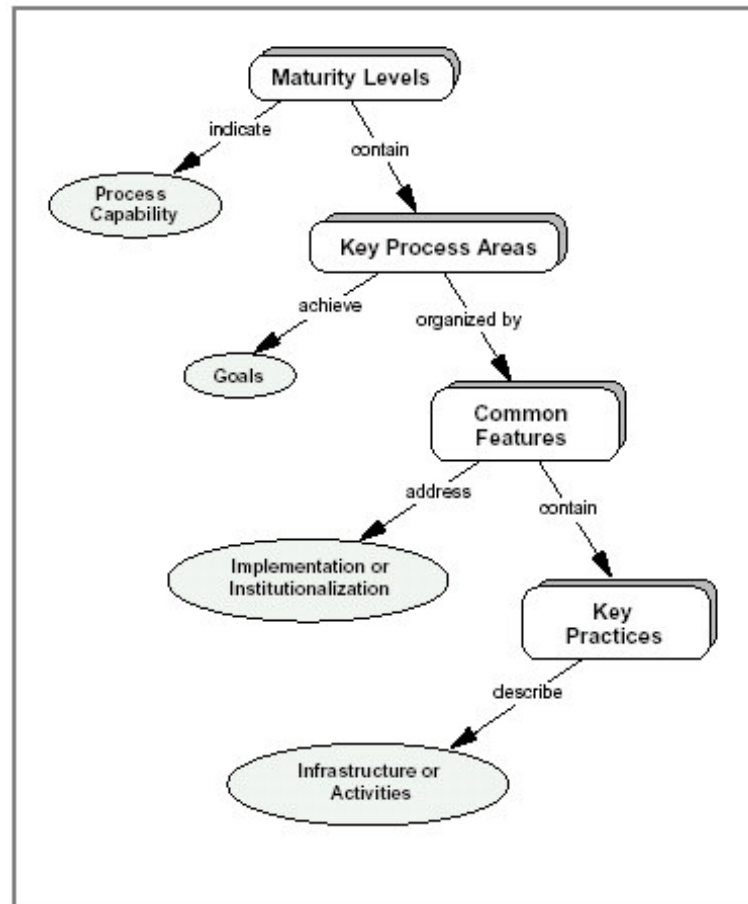 Maturity Levels
indicate
contain
Process
Capability
Key Process Areas
achieve
organized by
Goals
Common
Features
address
contain
Implementation or
Institutionalization
Key
Practices
describe
Infrastructure or
Activities